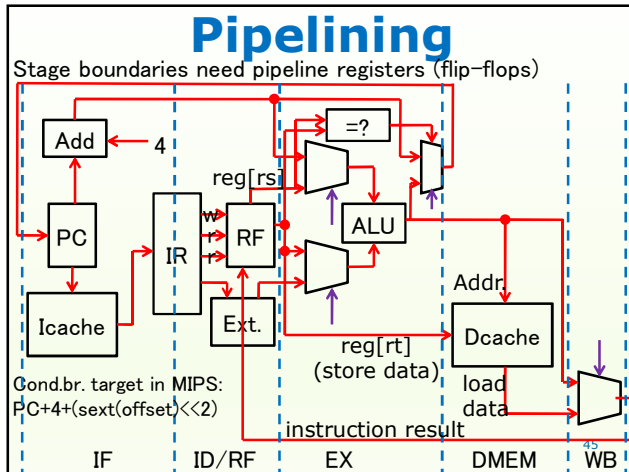 Pipelining
Stage boundaries need pipeline registers (flip-flops)
Add
4
=?
reg[rs]
PC
IR
w
r
r
RF
ALU
Icache
Ext.
Addr.
Dcache
reg[rt]
(store data)
load
data
Cond.br. target in MIPS:
PC+4+(sext(offset)<<2)
instruction result
45
IF
ID/RF
EX
DMEM
WB